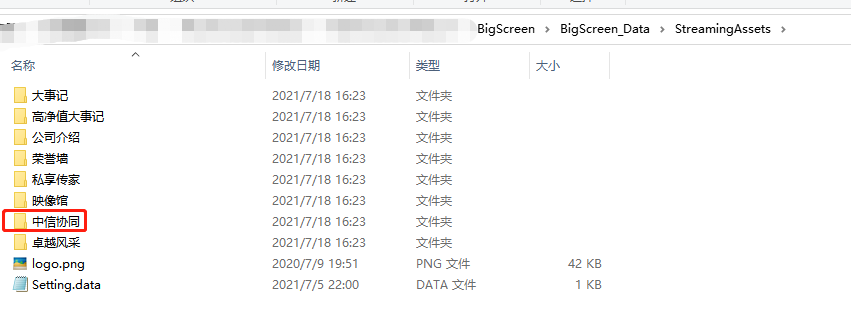 BigScreen > BigScreen_Data > StreamingAssets >
名称 修改日期 类型 大小
大事记 2021/7/18 16:23 文件夹
高净值大事记 2021/7/18 16:23 文件夹
公司介绍 2021/7/18 16:23 文件夹
荣誉墙 2021/7/18 16:23 文件夹
私享传家 2021/7/18 16:23 文件夹
映像馆 2021/7/18 16:23 文件夹
中信协同 2021/7/18 16:23 文件夹
卓越风采 2021/7/18 16:23 文件夹
logo.png 2020/7/9 19:51 PNG 文件 42 KB
Setting.data 2021/7/5 22:00 DATA 文件 1 KB